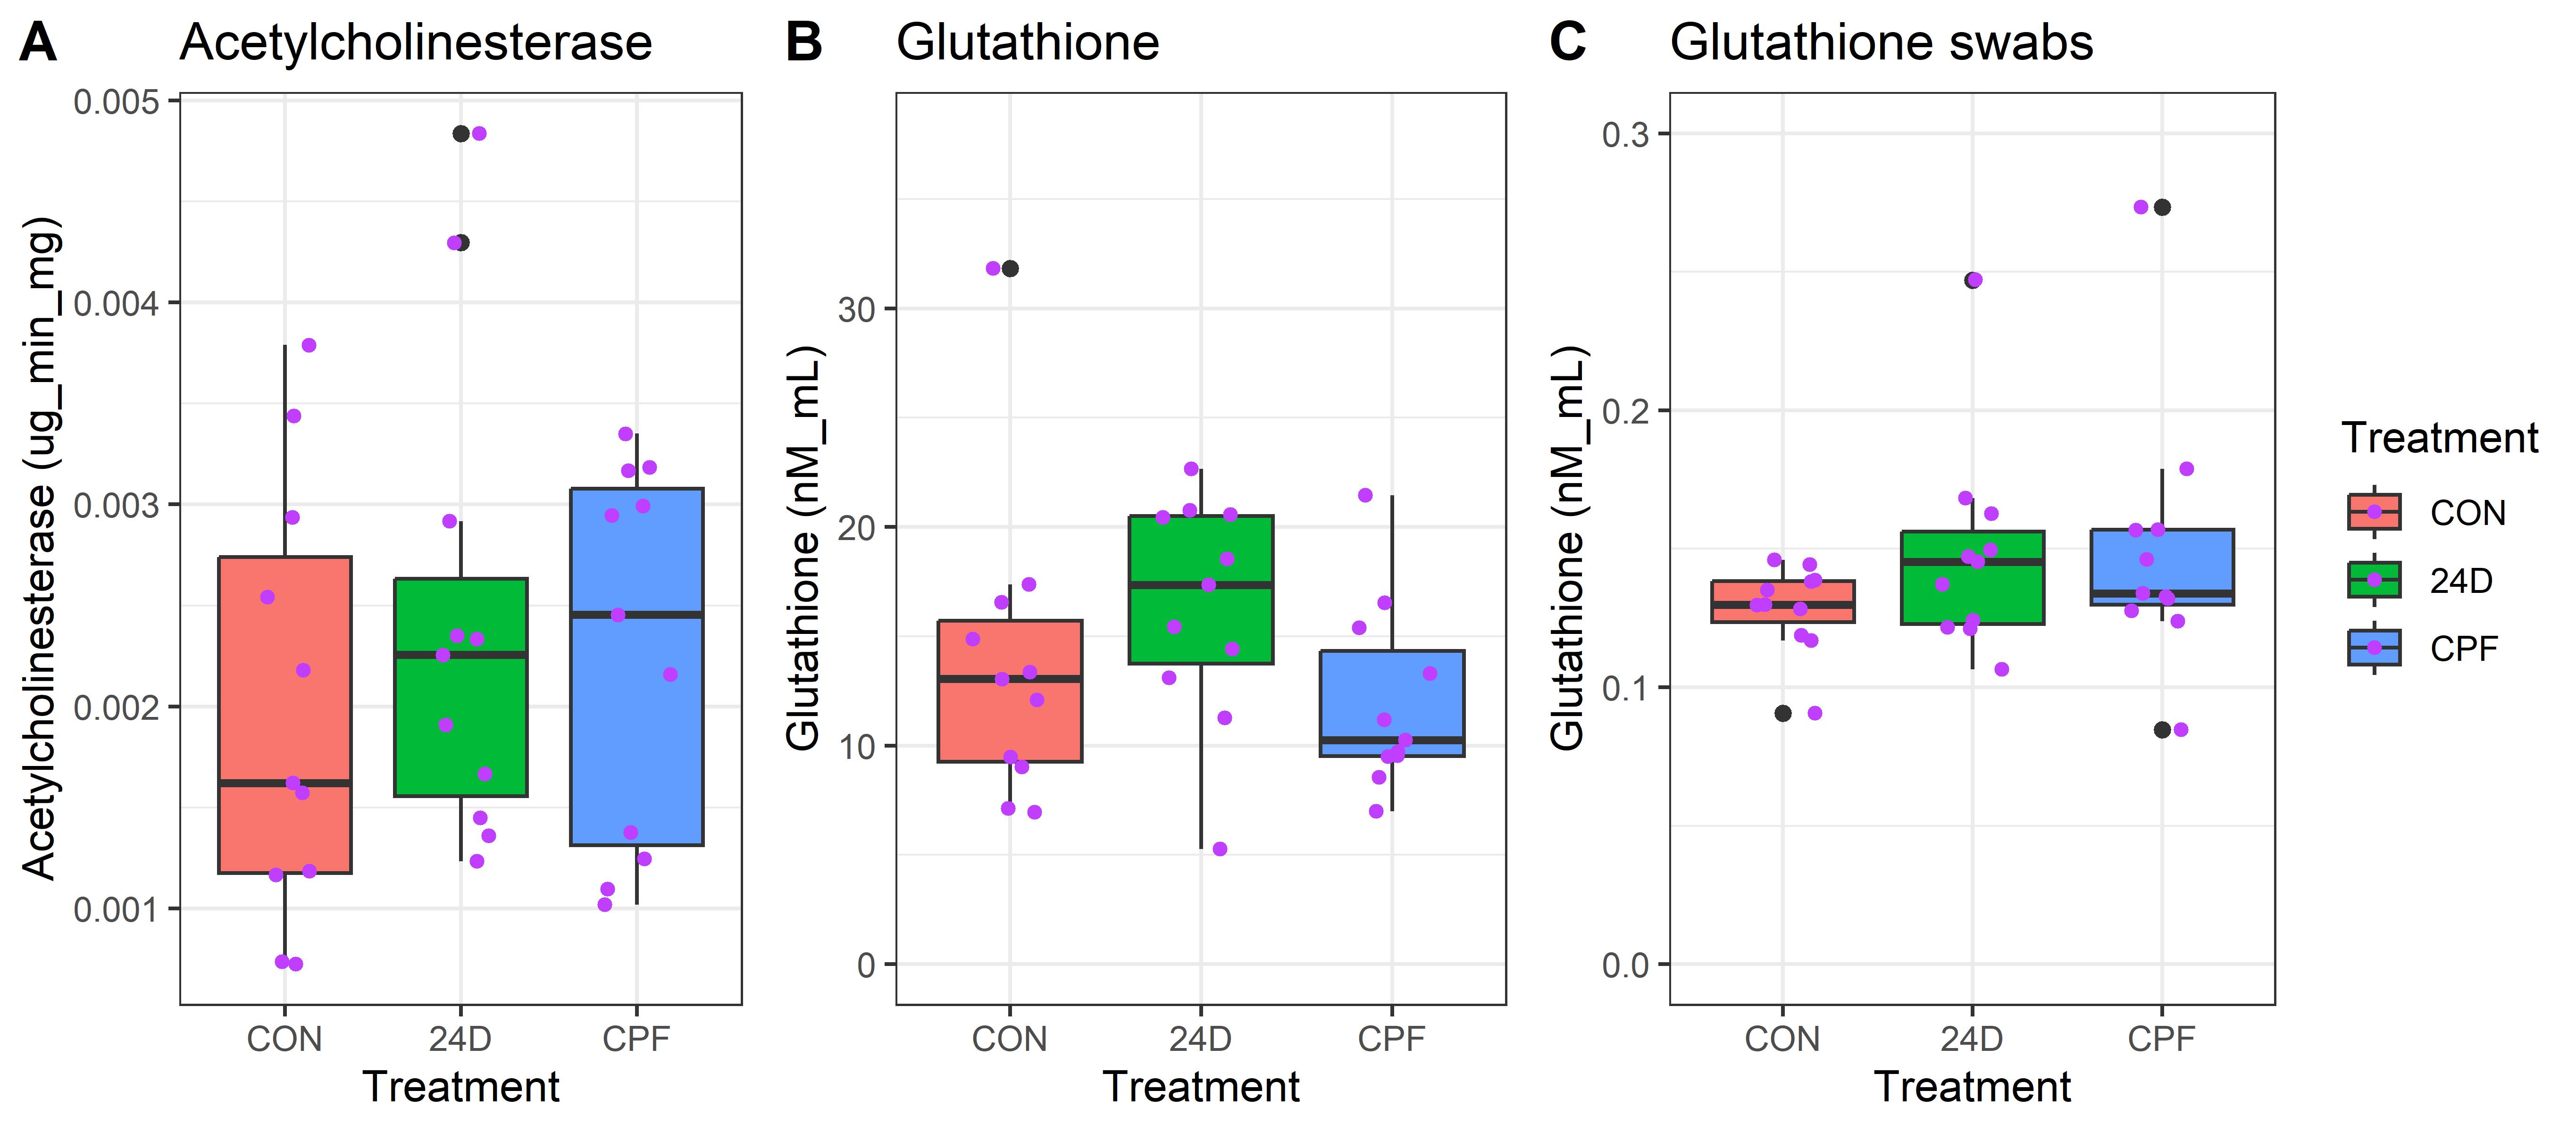 A Acetylcholinesterase
Acetylcholinesterase (ug_min_mg)
0.005
0.004
0.003
0.002
0.001
CON 24D CPF
Treatment
B Glutathione
Glutathione (nM_mL)
30
20
10
0
CON 24D CPF
Treatment
C Glutathione swabs
Glutathione (nM_mL)
0.3
0.2
0.1
0.0
CON 24D CPF
Treatment
Treatment
CON
24D
CPF